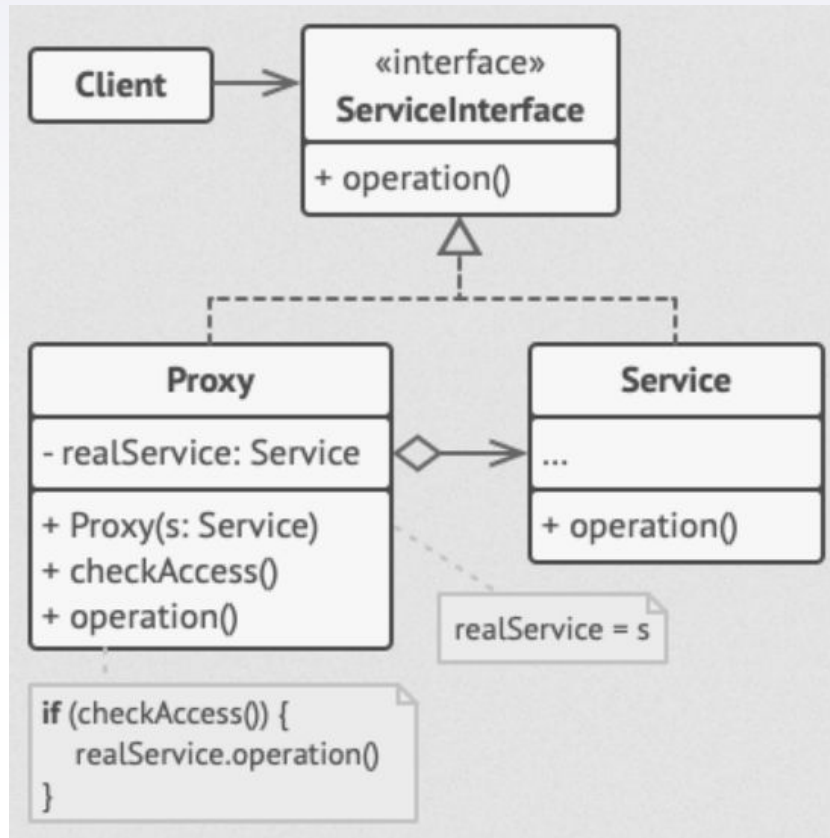 Client
«interface»
ServiceInterface
+ operation()
Proxy
- realService: Service
+ Proxy(s: Service)
+ checkAccess()
+ operation()
Service
...
+ operation()
realService = s
if (checkAccess()) {
realService.operation()
}